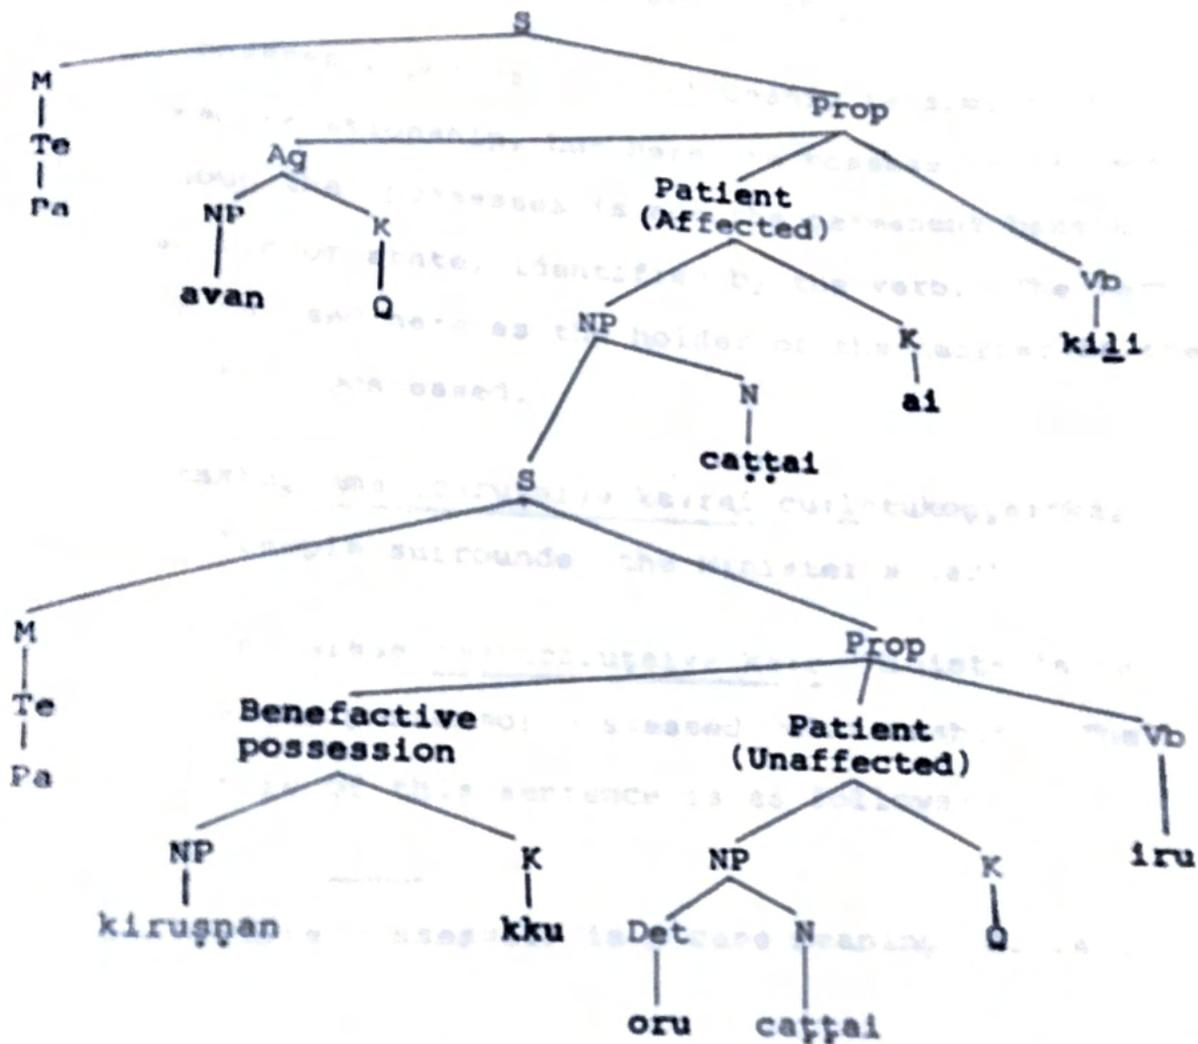 S
M
Prop
Te
Ag
Pa
NP K
Patient
(Affected)
Vb
avan Q
NP K
kiḻi
N ai
caṭṭai
S
M
Prop
Te
Benefactive
possession
Patient
(Unaffected)
Vb
Pa
NP K NP K iru
kiruṣṇan kku Det N Q
oru caṭṭai